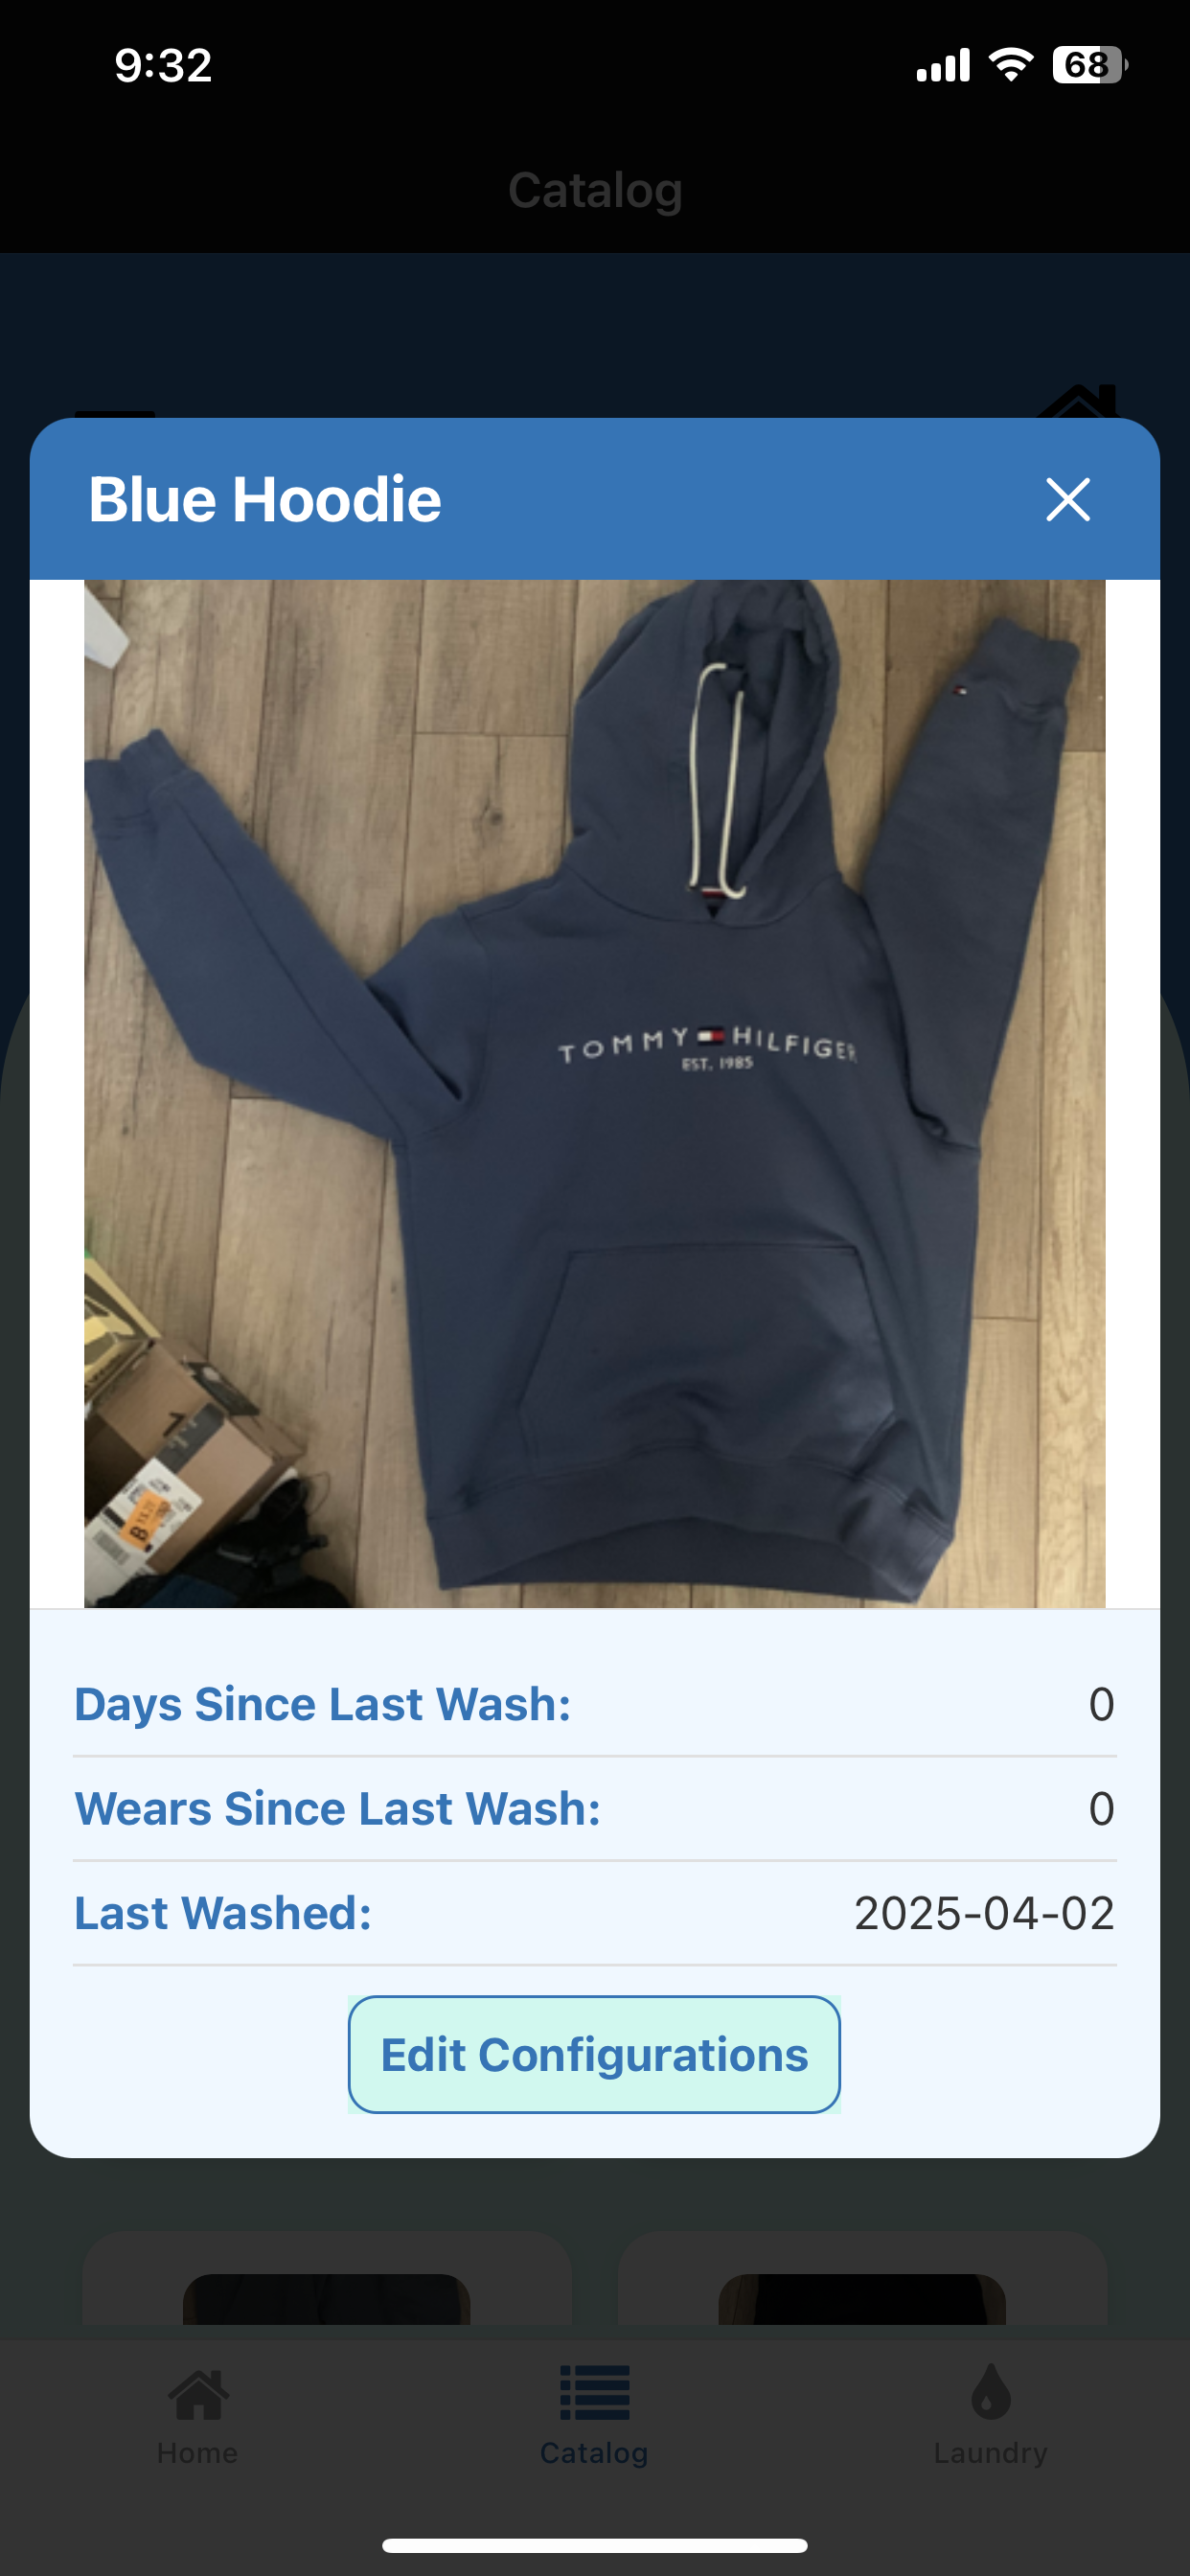 9:32
68
Catalog
Blue Hoodie
TOMMY HILFIGER
EST. 1985
1
B
Days Since Last Wash:
0
Wears Since Last Wash:
0
Last Washed:
2025-04-02
Edit Configurations
Home
Catalog
Laundry